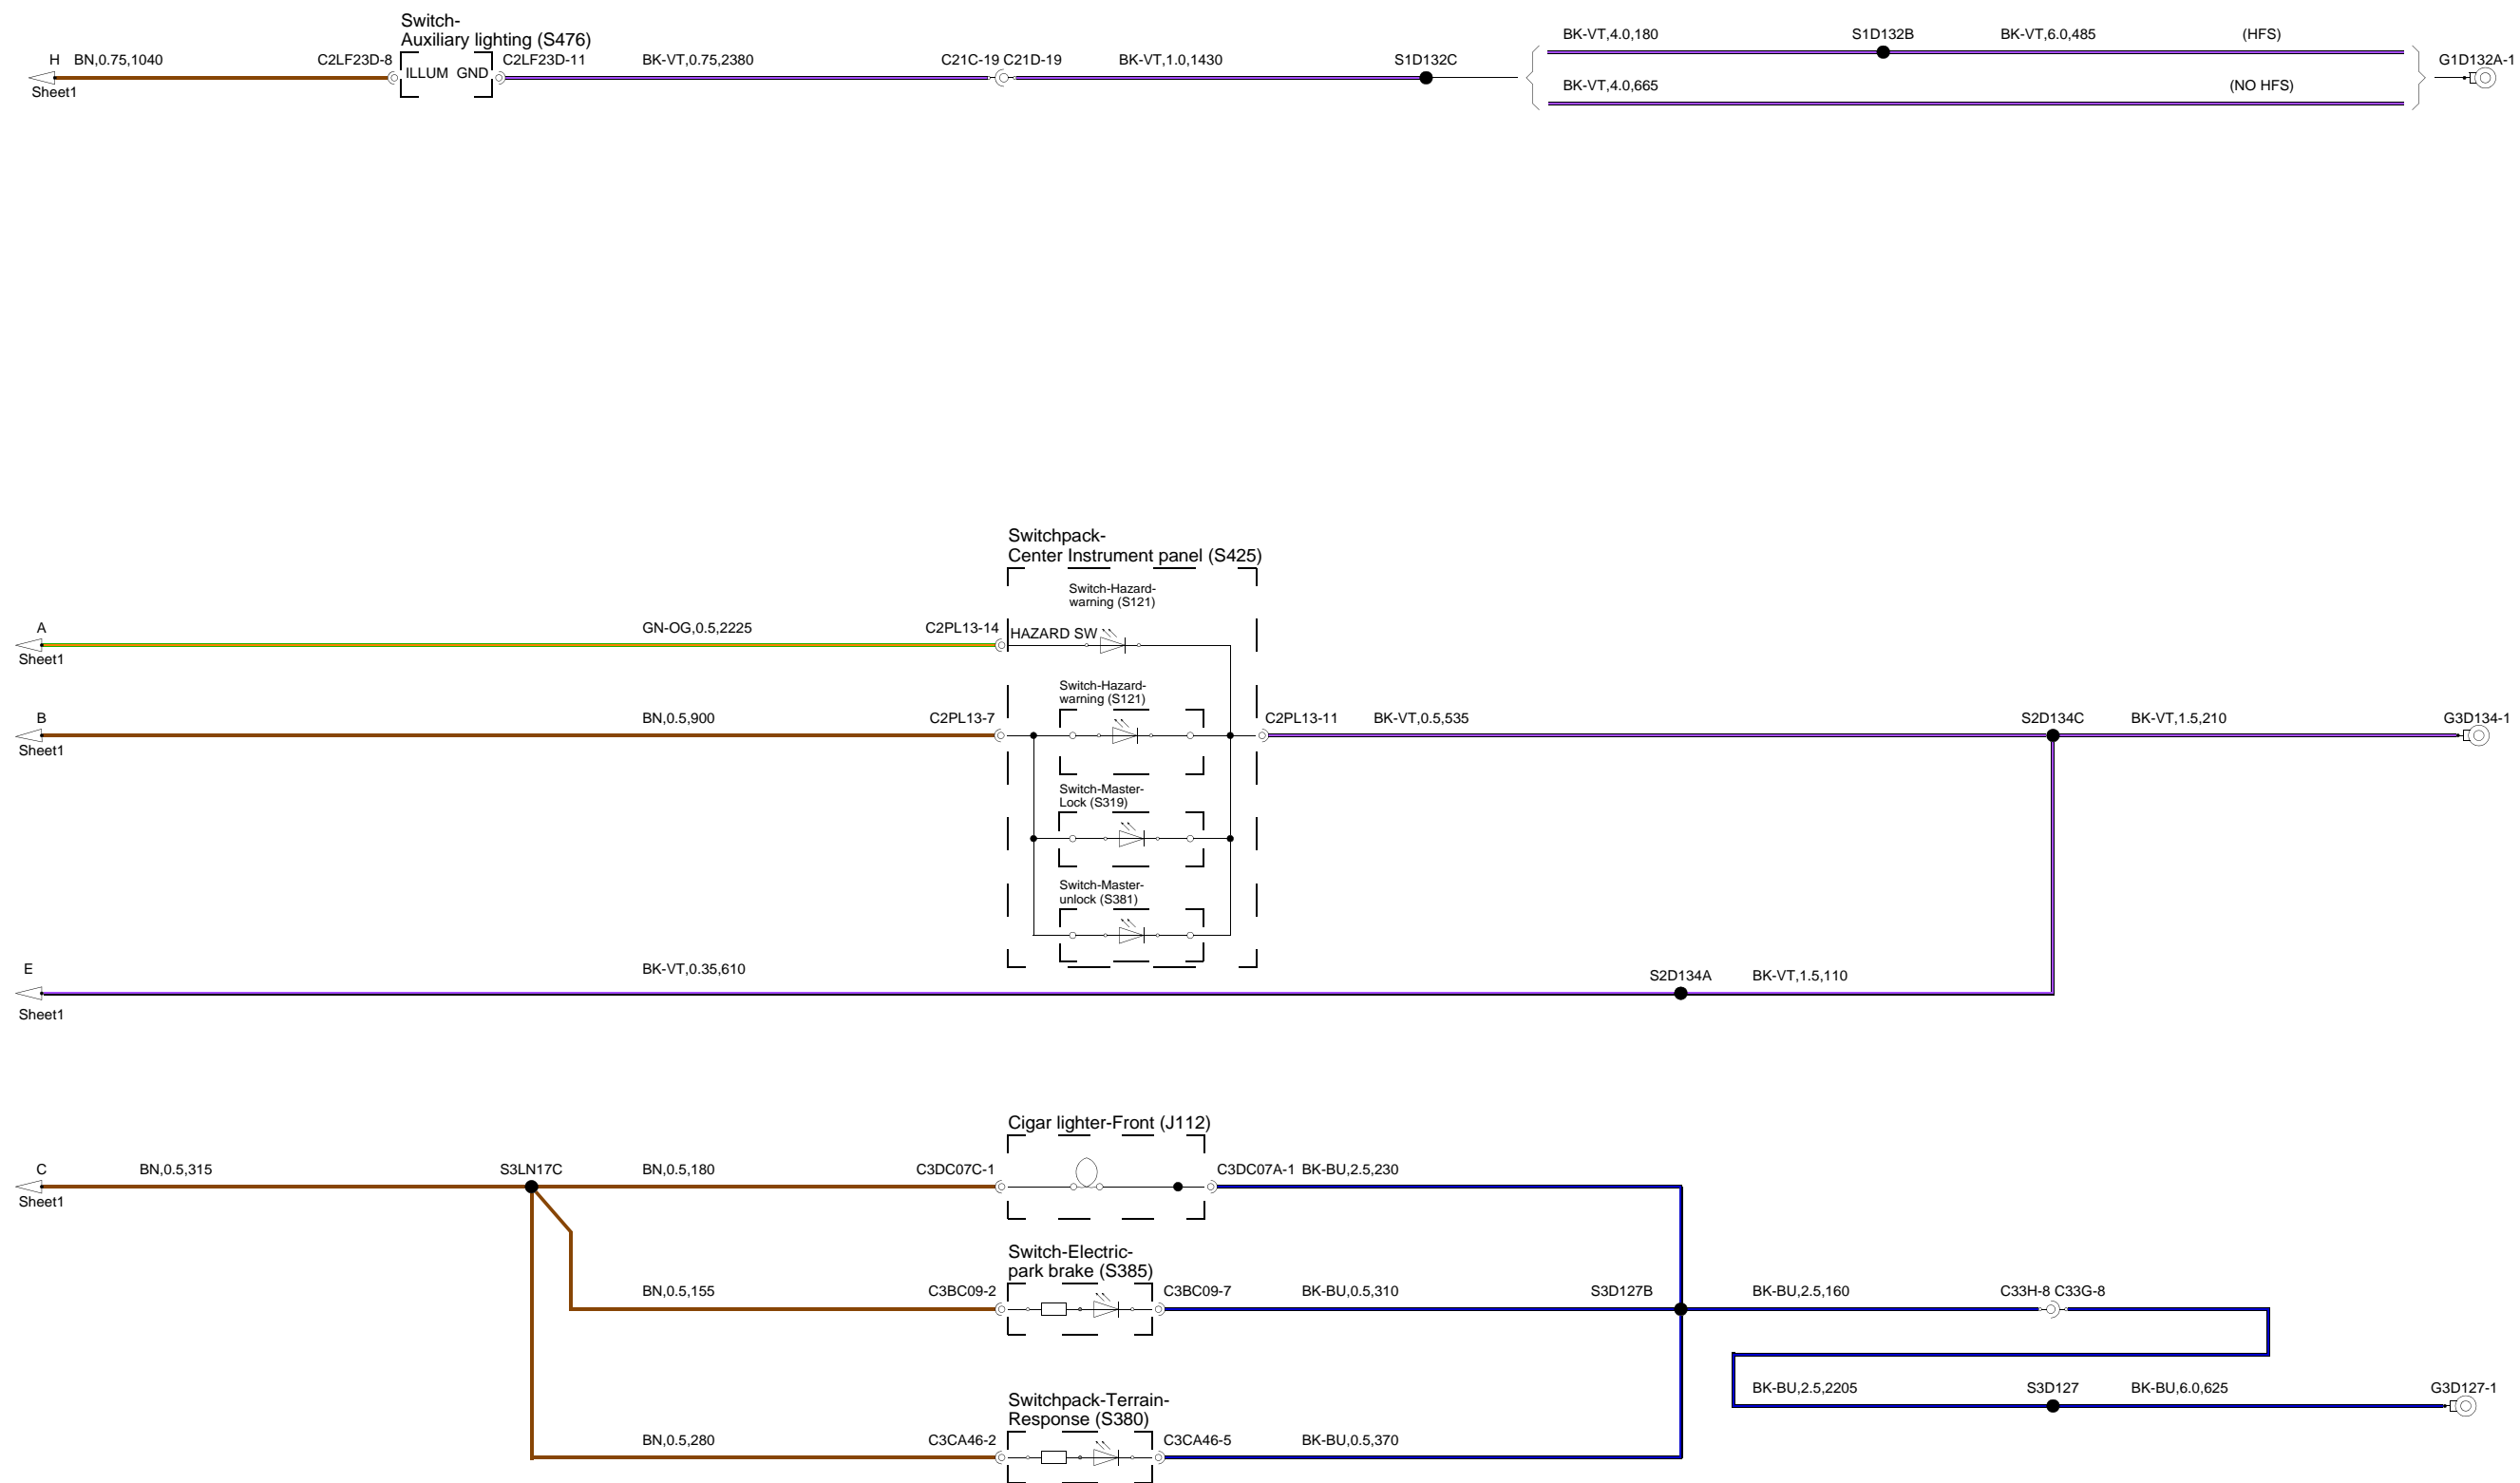 Switch-
Auxiliary lighting (S476)
H BN,0.75,1040 C2LF23D-8 ILLUM GND C2LF23D-11 BK-VT,0.75,2380 C21C-19 C21D-19 BK-VT,1.0,1430 S1D132C
Sheet1
BK-VT,4.0,180 S1D132B BK-VT,6.0,485 (HFS)
G1D132A-1
BK-VT,4.0,665 (NO HFS)
Switchpack-
Center Instrument panel (S425)
Switch-Hazard-
warning (S121)
A GN-OG,0.5,2225 C2PL13-14 HAZARD SW
Sheet1
Switch-Hazard-
warning (S121)
B BN,0.5,900 C2PL13-7 C2PL13-11 BK-VT,0.5,535 S2D134C BK-VT,1.5,210 G3D134-1
Sheet1
Switch-Master-
Lock (S319)
Switch-Master-
unlock (S381)
E BK-VT,0.35,610 S2D134A BK-VT,1.5,110
Sheet1
Cigar lighter-Front (J112)
C BN,0.5,315 S3LN17C BN,0.5,180 C3DC07C-1 C3DC07A-1 BK-BU,2.5,230
Sheet1
Switch-Electric-
park brake (S385)
BN,0.5,155 C3BC09-2 C3BC09-7 BK-BU,0.5,310 S3D127B BK-BU,2.5,160 C33H-8 C33G-8
BK-BU,2.5,2205 S3D127 BK-BU,6.0,625 G3D127-1
Switchpack-Terrain-
Response (S380)
BN,0.5,280 C3CA46-2 C3CA46-5 BK-BU,0.5,370